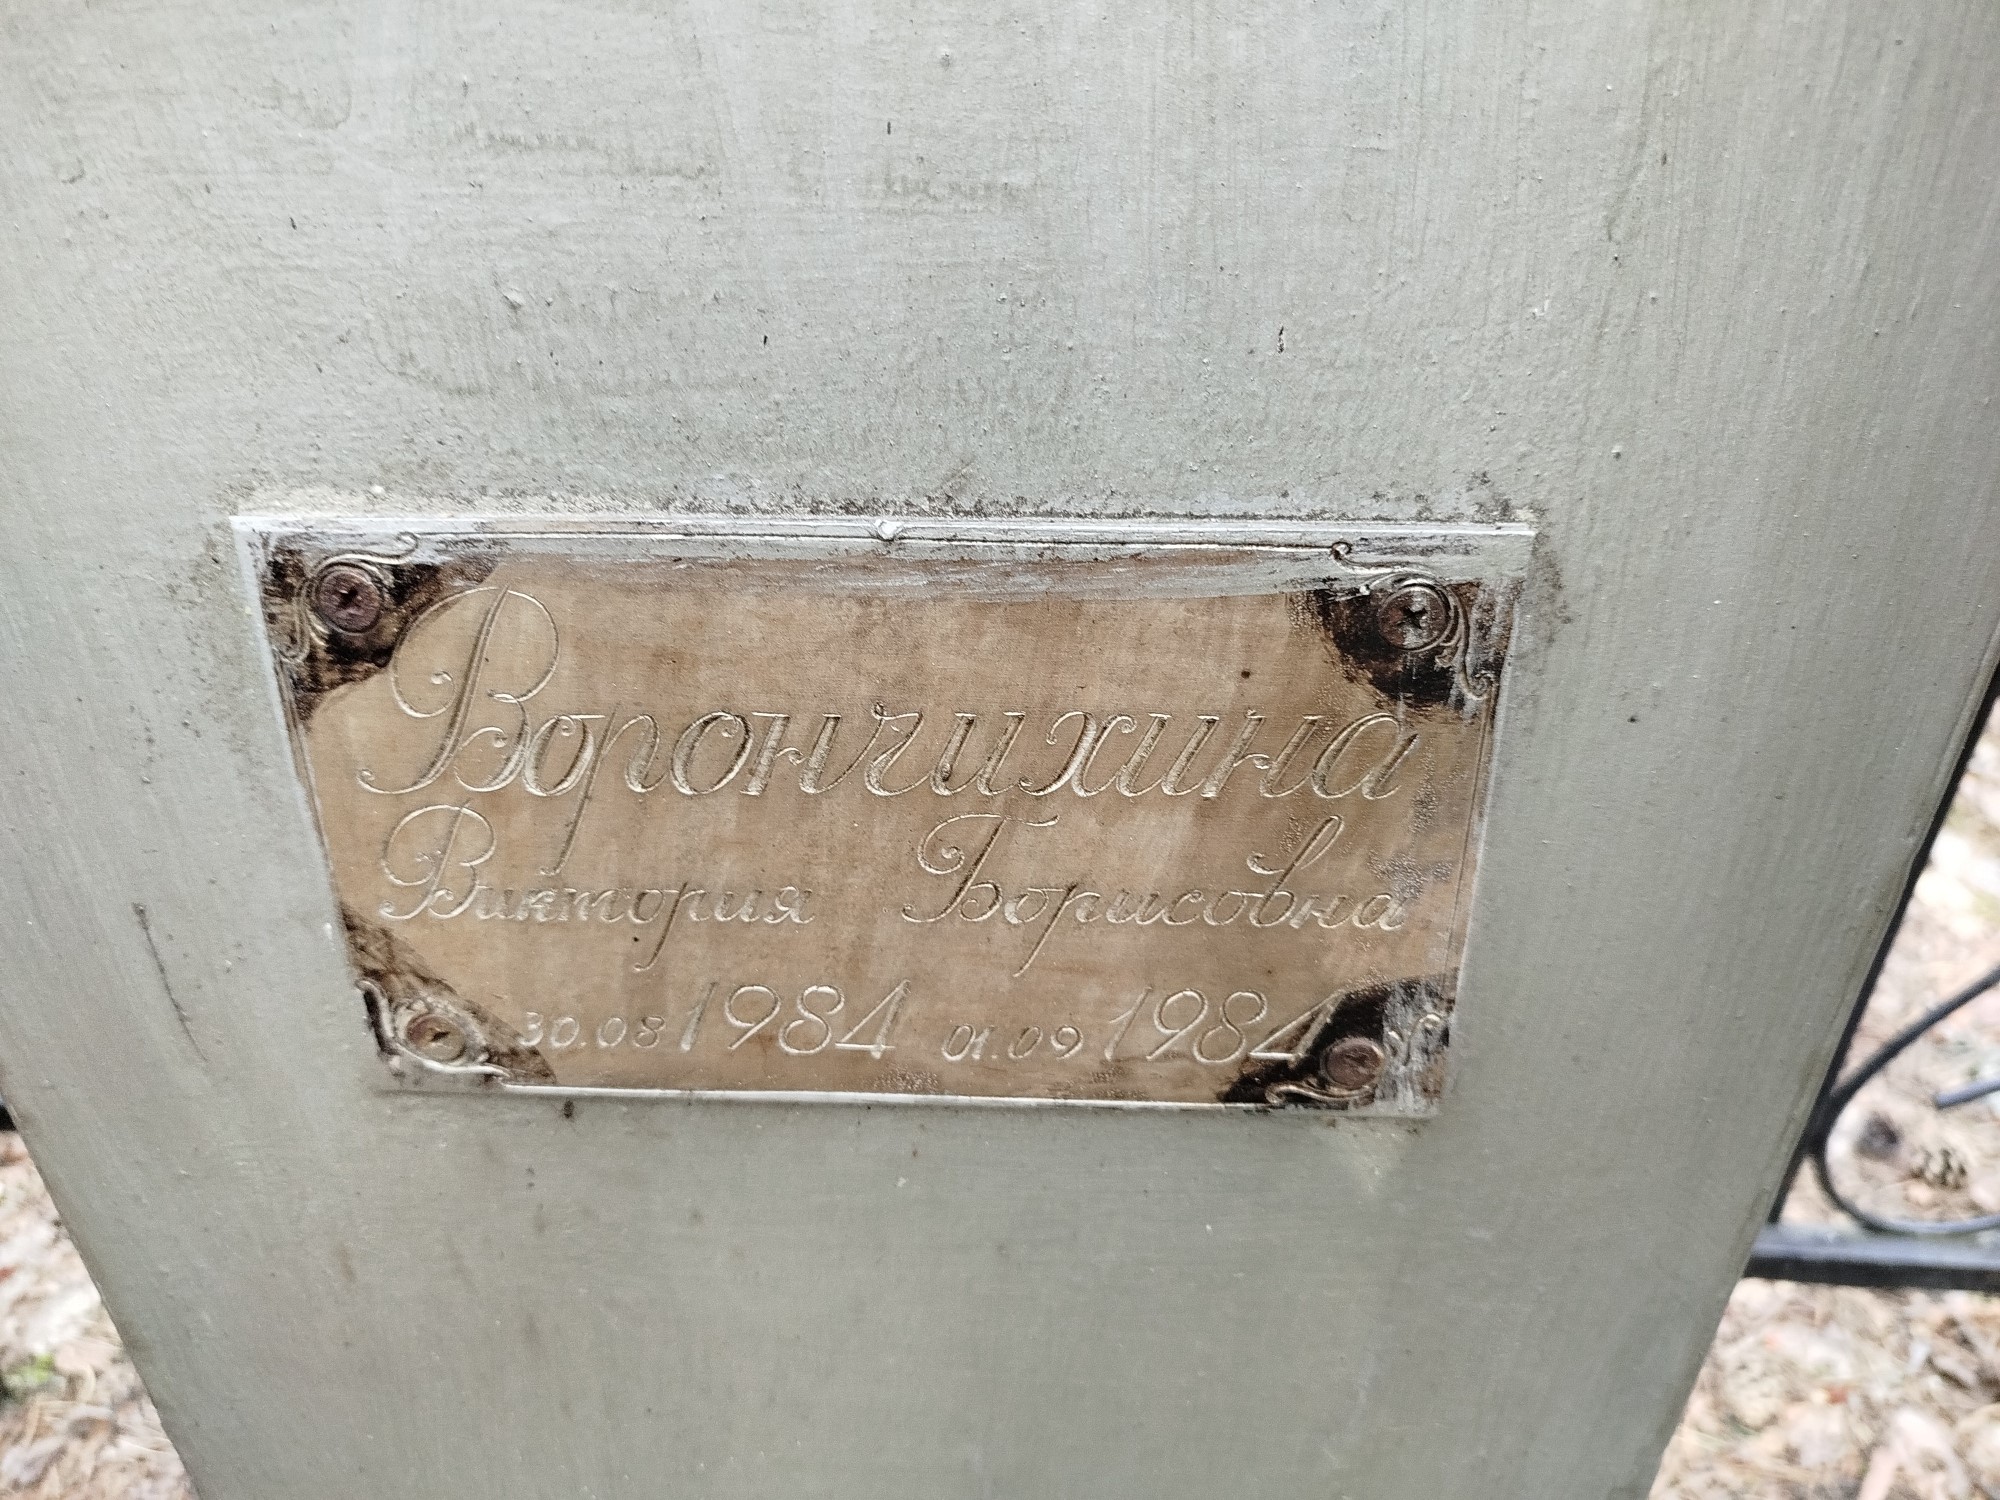 Ворончихина
Виктория Борисовна
30.08 1984 01.09 1984